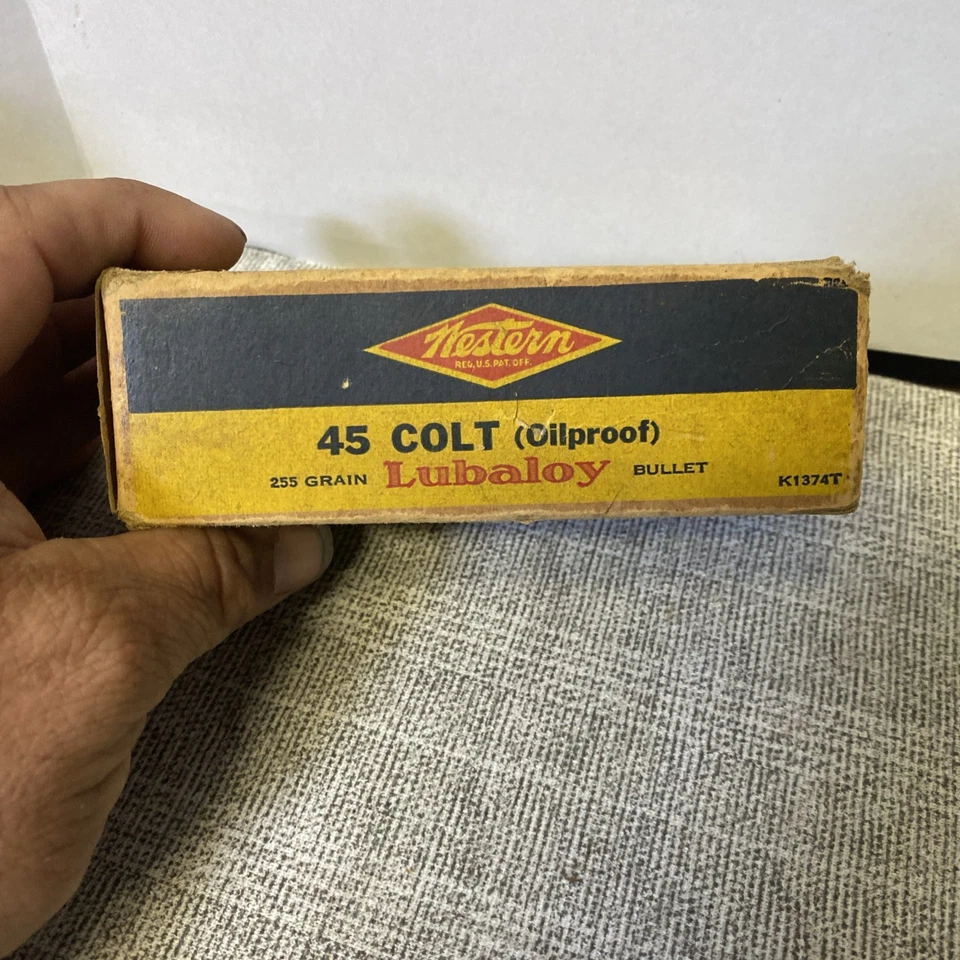 Western
REG. U.S. PAT. OFF.
45 COLT (Oilproof)
255 GRAIN Lubaloy BULLET
K1374T